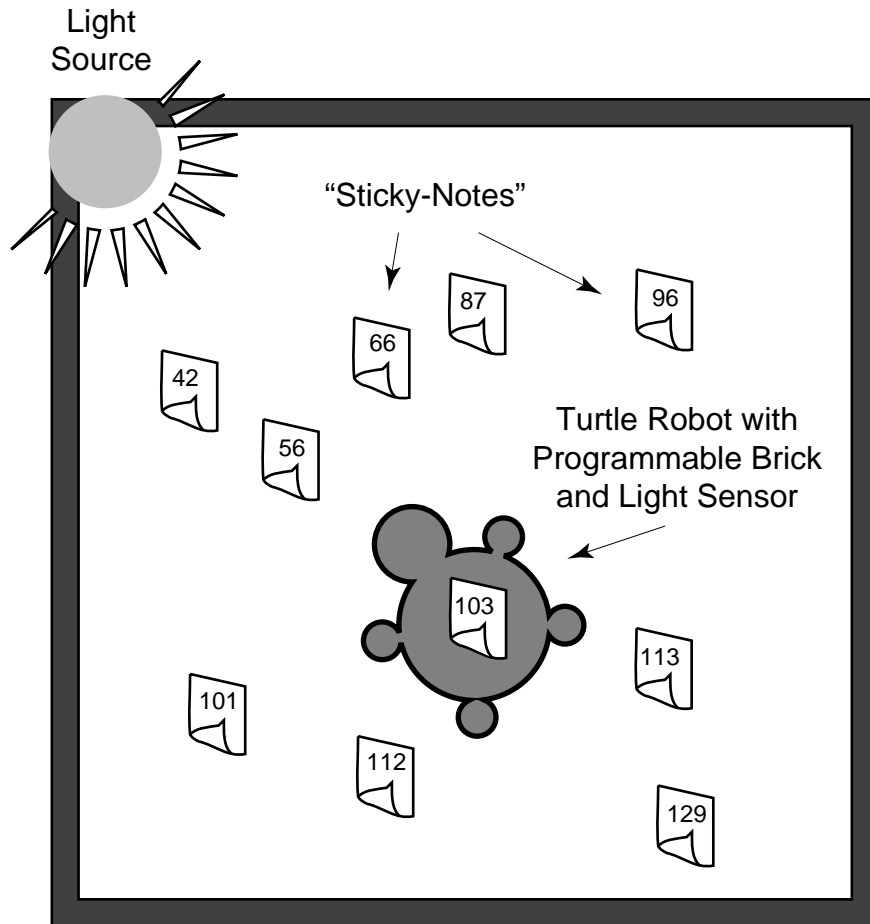 Light
Source
“Sticky-Notes”
87
96
66
42
56
Turtle Robot with
Programmable Brick
and Light Sensor
103
113
101
112
129